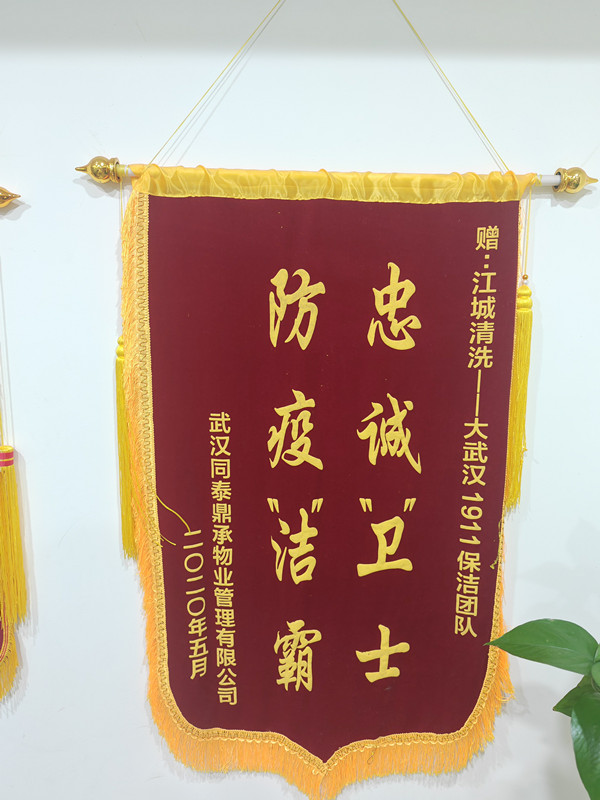 赠：江城清洗——大武汉1911保洁团队
忠诚"卫"士
防疫"洁"霸
武汉同泰鼎承物业管理有限公司
二〇二〇年五月